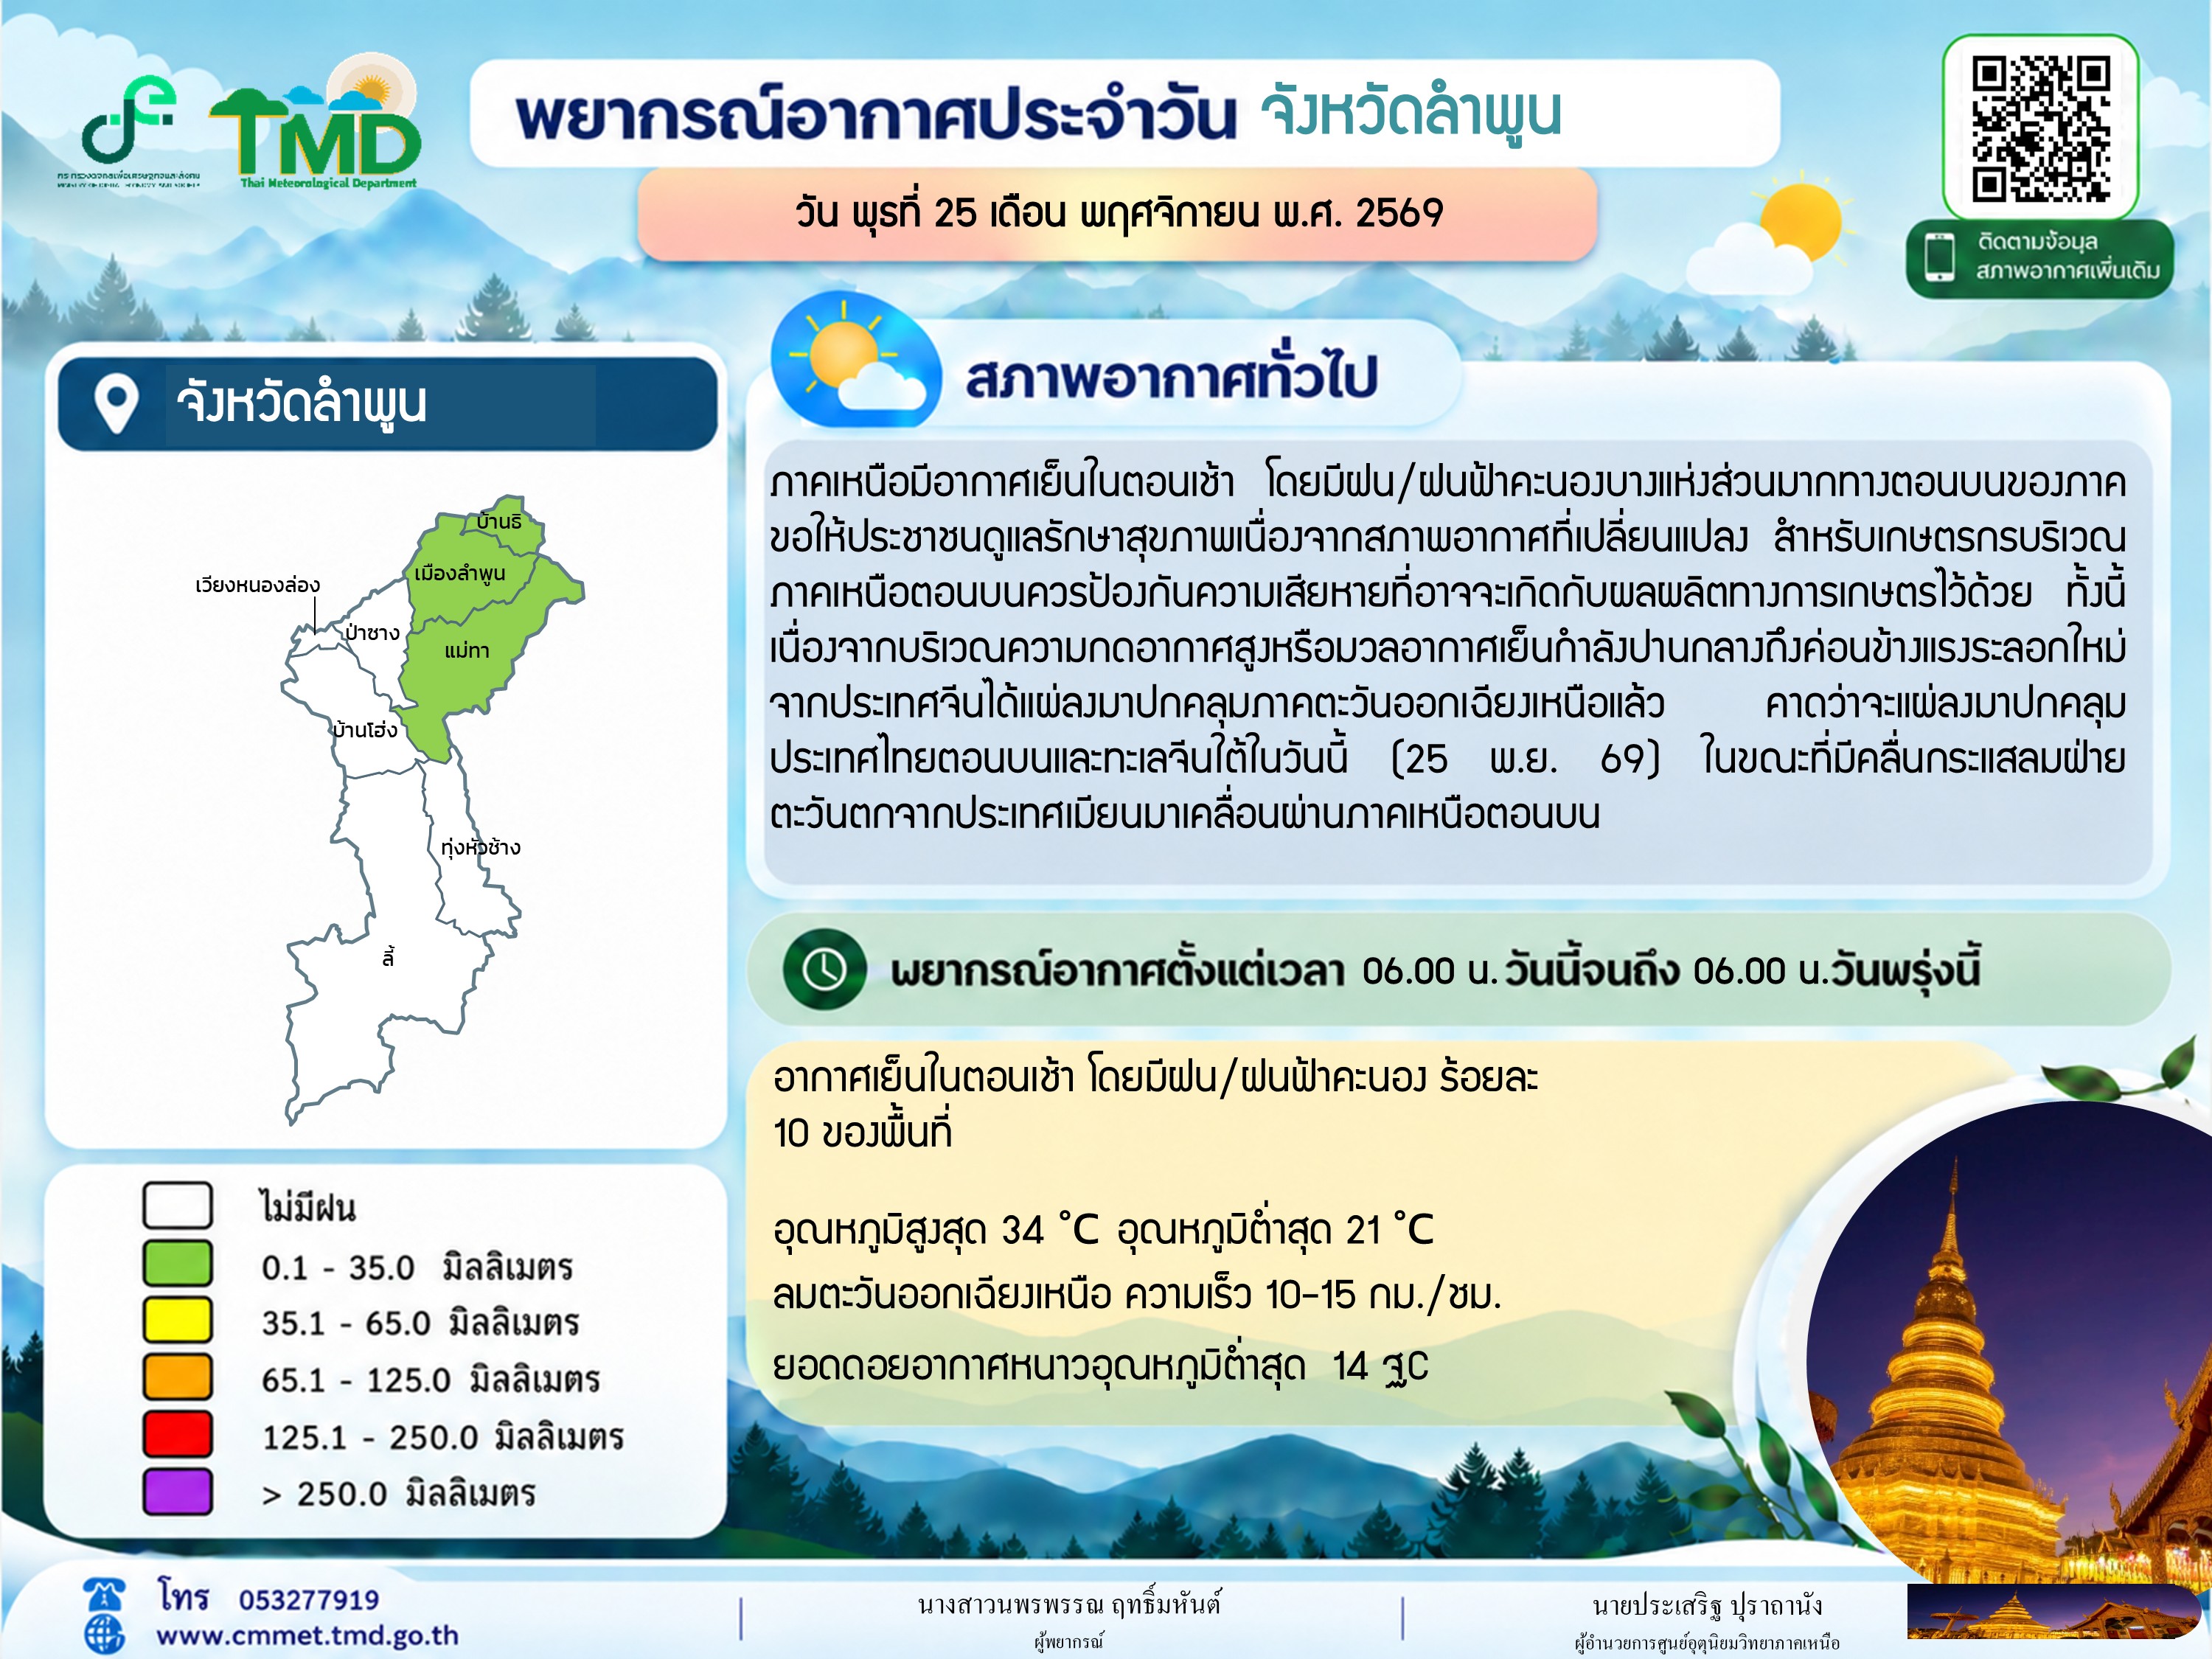 พยากรณ์อากาศประจำวัน จังหวัดลำพูน
TMD
Thai Meteorological Department
วัน พุธที่ 25 เดือน พฤศจิกายน พ.ศ. 2569
ติดตามข้อมูล
สภาพอากาศเพิ่มเติม
จังหวัดลำพูน
บ้านธิ
เมืองลำพูน
เวียงหนองล่อง
ป่าซาง
แม่ทา
บ้านโฮ่ง
ทุ่งหัวช้าง
ลี้
ไม่มีฝน
0.1 - 35.0 มิลลิเมตร
35.1 - 65.0 มิลลิเมตร
65.1 - 125.0 มิลลิเมตร
125.1 - 250.0 มิลลิเมตร
> 250.0 มิลลิเมตร
สภาพอากาศทั่วไป
ภาคเหนือมีอากาศเย็นในตอนเช้า โดยมีฝน/ฝนฟ้าคะนองบางแห่งส่วนมากทางตอนบนของภาค
ขอให้ประชาชนดูแลรักษาสุขภาพเนื่องจากสภาพอากาศที่เปลี่ยนแปลง สำหรับเกษตรกรบริเวณ
ภาคเหนือตอนบนควรป้องกันความเสียหายที่อาจจะเกิดกับผลผลิตทางการเกษตรไว้ด้วย ทั้งนี้
เนื่องจากบริเวณความกดอากาศสูงหรือมวลอากาศเย็นกำลังปานกลางถึงค่อนข้างแรงระลอกใหม่
จากประเทศจีนได้แผ่ลงมาปกคลุมภาคตะวันออกเฉียงเหนือแล้ว คาดว่าจะแผ่ลงมาปกคลุม
ประเทศไทยตอนบนและทะเลจีนใต้ในวันนี้ (25 พ.ย. 69) ในขณะที่มีคลื่นกระแสลมฝ่าย
ตะวันตกจากประเทศเมียนมาเคลื่อนผ่านภาคเหนือตอนบน
พยากรณ์อากาศตั้งแต่เวลา 06.00 น. วันนี้จนถึง 06.00 น.วันพรุ่งนี้
อากาศเย็นในตอนเช้า โดยมีฝน/ฝนฟ้าคะนอง ร้อยละ
10 ของพื้นที่
อุณหภูมิสูงสุด 34 °C อุณหภูมิต่ำสุด 21 °C
ลมตะวันออกเฉียงเหนือ ความเร็ว 10-15 กม./ชม.
ยอดดอยอากาศหนาวอุณหภูมิต่ำสุด 14 ฐC
โทร 053277919
www.cmmet.tmd.go.th
นางสาวนพรพรรณ ฤทธิ์มหันต์
ผู้พยากรณ์
นายประเสริฐ ปุราถานัง
ผู้อำนวยการศูนย์อุตุนิยมวิทยาภาคเหนือ